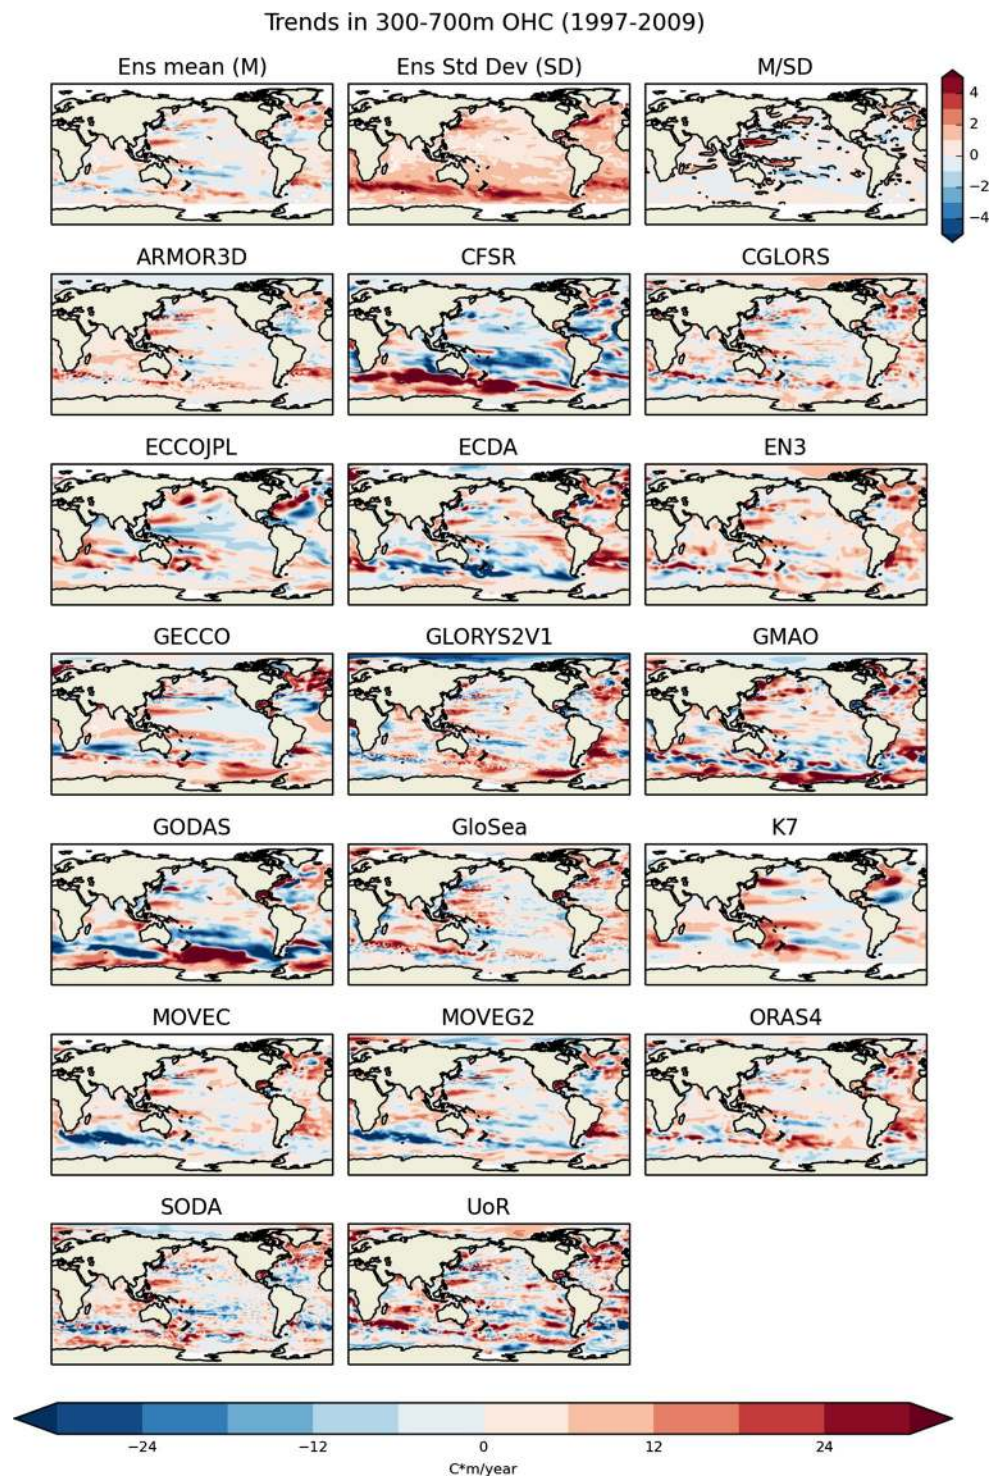 Trends in 300-700m OHC (1997-2009)
Ens mean (M) Ens Std Dev (SD) M/SD
4
2
0
−2
−4
ARMOR3D CFSR CGLORS
ECCOJPL ECDA EN3
GECCO GLORYS2V1 GMAO
GODAS GloSea K7
MOVEC MOVEG2 ORAS4
SODA UoR
−24 −12 0 12 24
C*m/year